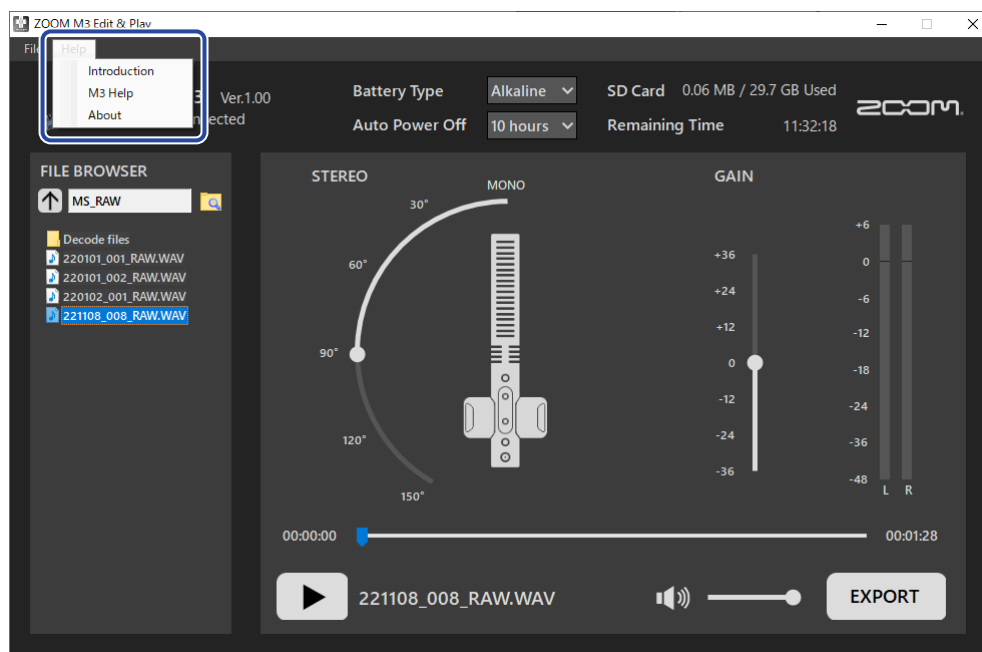 ZOOM M3 Edit & Play
File Help
Introduction
M3 Help
About
3 Ver.1.00
nnected
Battery Type Alkaline
Auto Power Off 10 hours
SD Card 0.06 MB / 29.7 GB Used
Remaining Time 11:32:18
ZOOM
FILE BROWSER
MS_RAW
Decode files
220101_001_RAW.WAV
220101_002_RAW.WAV
220102_001_RAW.WAV
221108_008_RAW.WAV
STEREO
MONO
30°
60°
90°
120°
150°
GAIN
+36
+24
+12
0
-12
-24
-36
+6
0
-6
-12
-18
-24
-36
-48
L R
00:00:00
00:01:28
221108_008_RAW.WAV
EXPORT